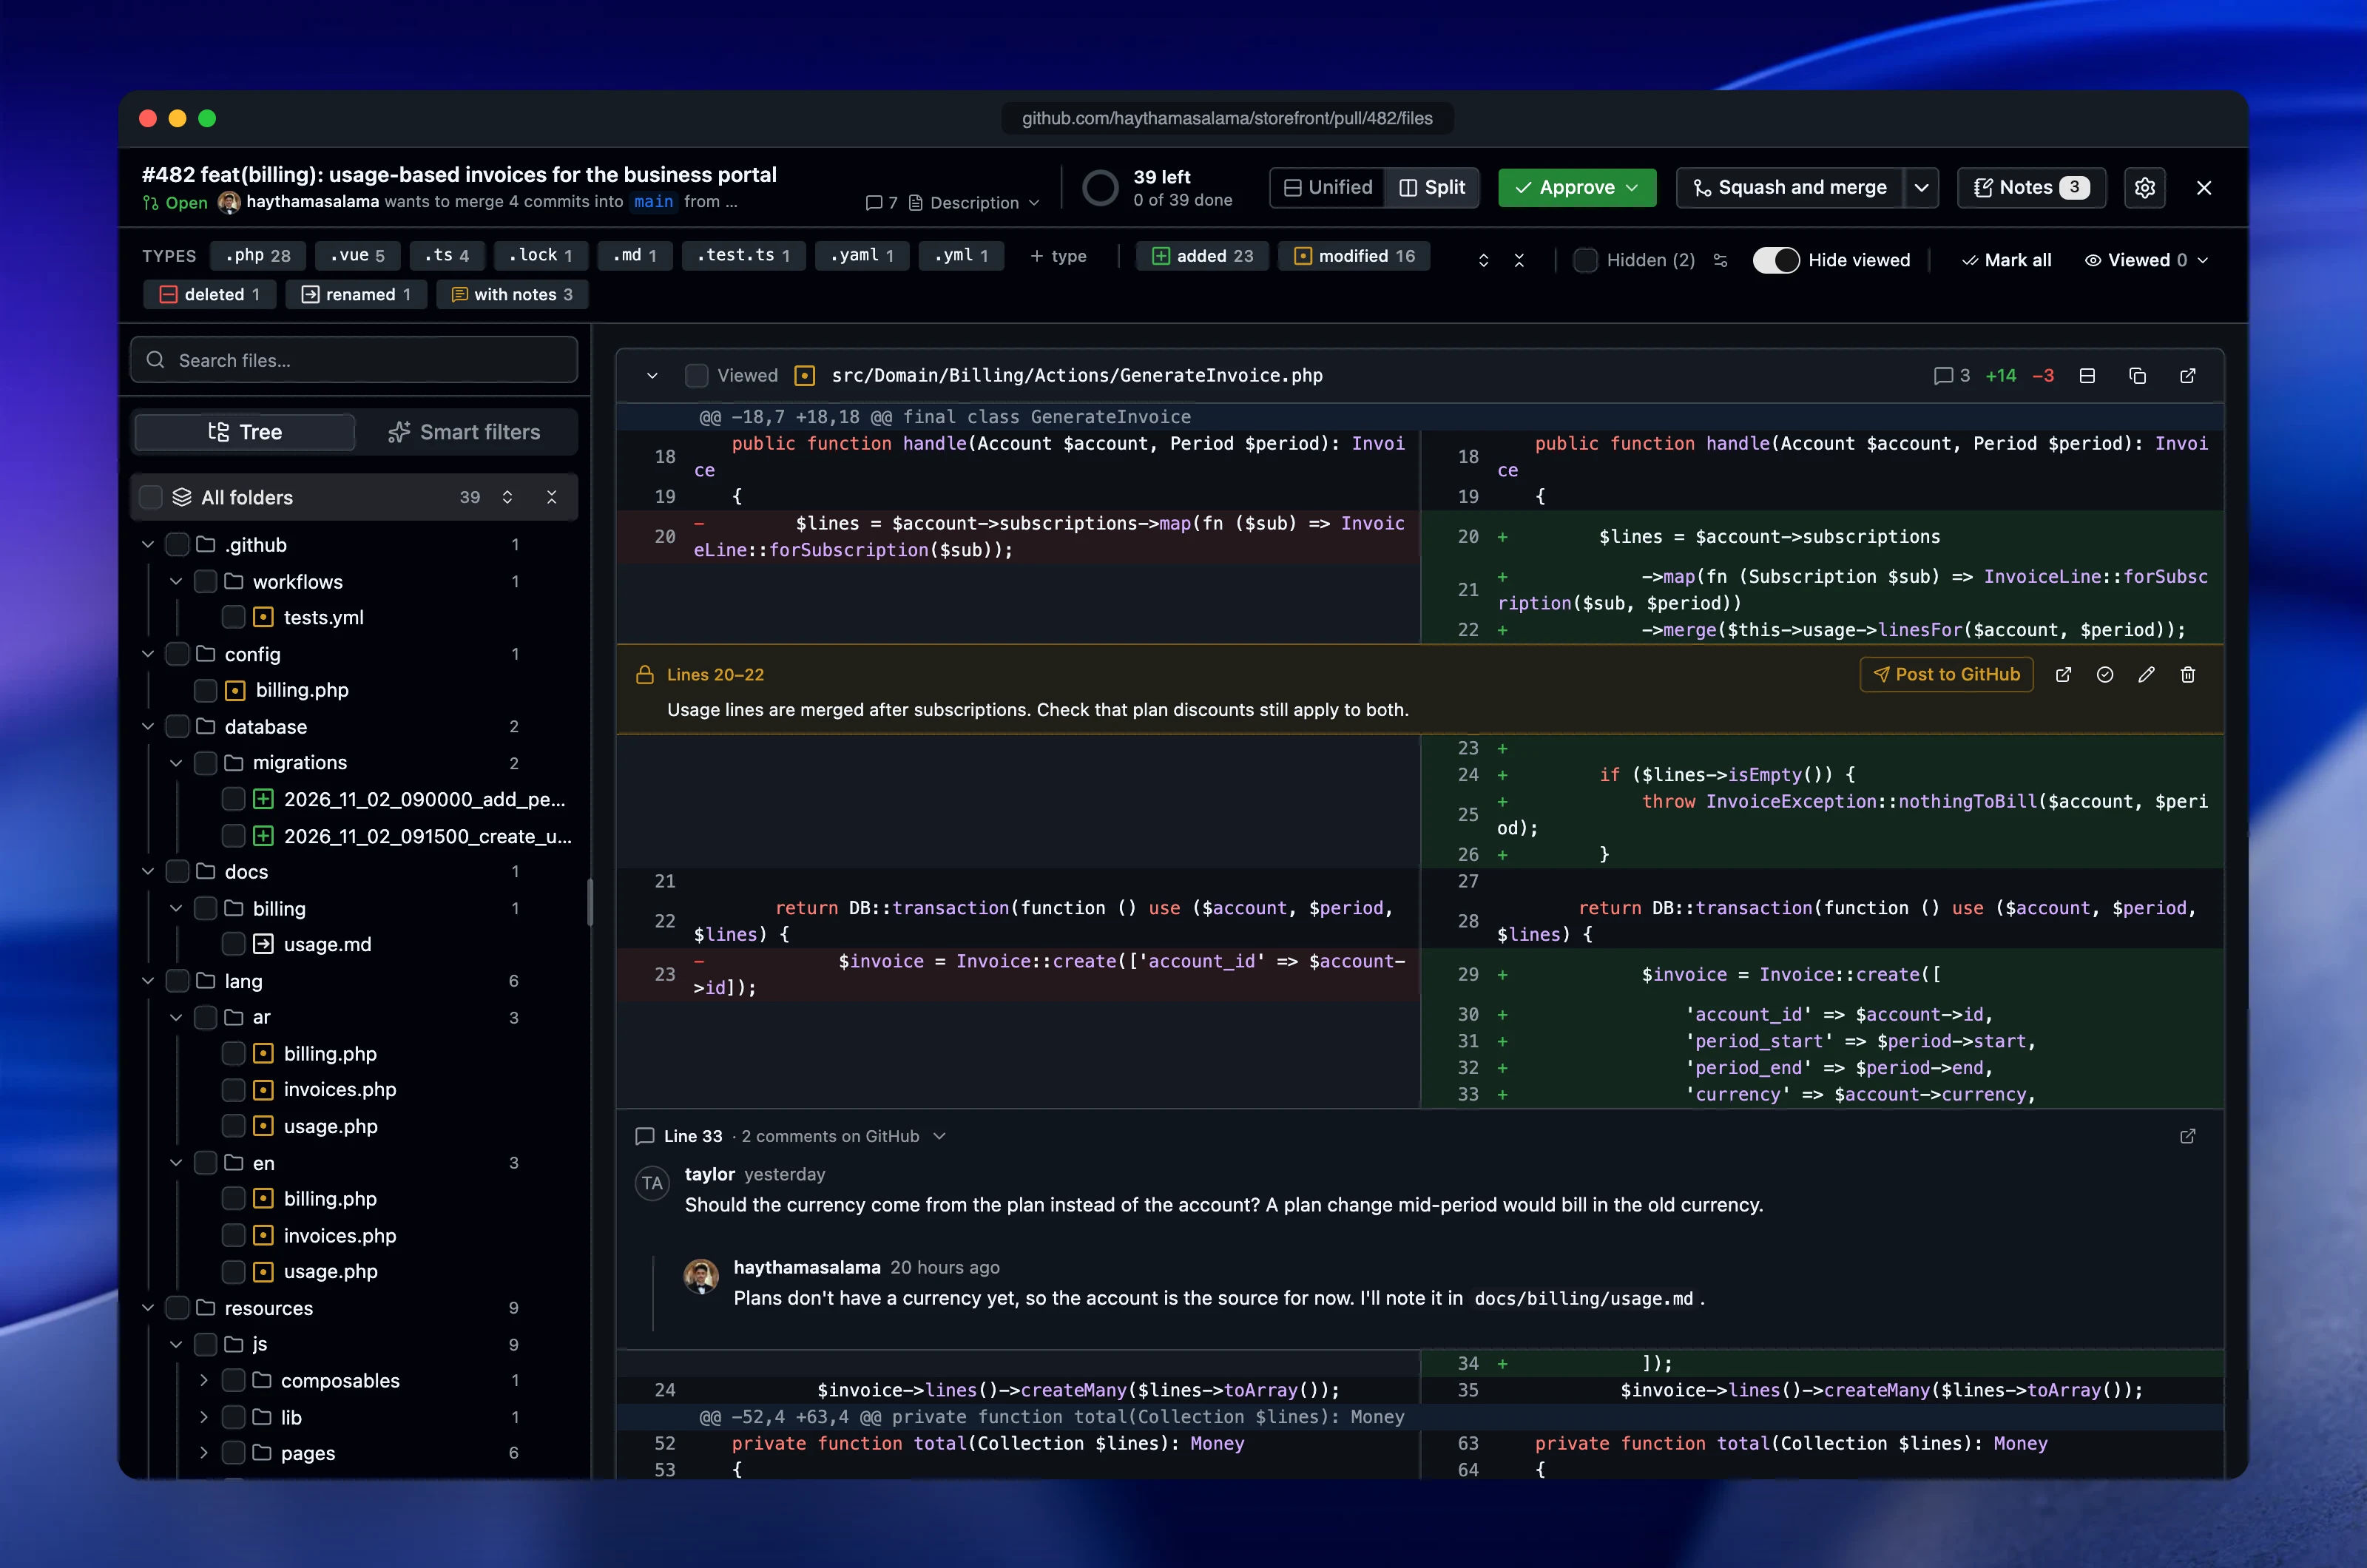 github.com/haythamasalama/storefront/pull/482/files
#482 feat(billing): usage-based invoices for the business portal
Open haythamasalama wants to merge 4 commits into main from ...
7 Description
39 left
0 of 39 done
Unified Split
Approve
Squash and merge
Notes 3
TYPES .php 28 .vue 5 .ts 4 .lock 1 .md 1 .test.ts 1 .yaml 1 .yml 1 + type added 23 modified 16
Hidden (2) Hide viewed Mark all Viewed 0
deleted 1 renamed 1 with notes 3
Search files...
Tree Smart filters
All folders 39
.github 1
workflows 1
tests.yml
config 1
billing.php
database 2
migrations 2
2026_11_02_090000_add_pe...
2026_11_02_091500_create_u...
docs 1
billing 1
usage.md
lang 6
ar 3
billing.php
invoices.php
usage.php
en 3
billing.php
invoices.php
usage.php
resources 9
js 9
composables 1
lib 1
pages 6
Viewed src/Domain/Billing/Actions/GenerateInvoice.php 3 +14 −3
@@ −18,7 +18,18 @@ final class GenerateInvoice
18 public function handle(Account $account, Period $period): Invoi
ce
19 {
20 − $lines = $account->subscriptions->map(fn ($sub) => Invoic
eLine::forSubscription($sub));
18 public function handle(Account $account, Period $period): Invoi
ce
19 {
20 + $lines = $account->subscriptions
21 + ->map(fn (Subscription $sub) => InvoiceLine::forSubsc
ription($sub, $period))
22 + ->merge($this->usage->linesFor($account, $period));
Lines 20–22
Post to GitHub
Usage lines are merged after subscriptions. Check that plan discounts still apply to both.
23 +
24 + if ($lines->isEmpty()) {
25 + throw InvoiceException::nothingToBill($account, $peri
od);
26 + }
21
22 return DB::transaction(function () use ($account, $period,
$lines) {
23 − $invoice = Invoice::create(['account_id' => $account-
>id]);
27
28 return DB::transaction(function () use ($account, $period,
$lines) {
29 + $invoice = Invoice::create([
30 + 'account_id' => $account->id,
31 + 'period_start' => $period->start,
32 + 'period_end' => $period->end,
33 + 'currency' => $account->currency,
Line 33 · 2 comments on GitHub
TA
taylor yesterday
Should the currency come from the plan instead of the account? A plan change mid-period would bill in the old currency.
haythamasalama 20 hours ago
Plans don't have a currency yet, so the account is the source for now. I'll note it in docs/billing/usage.md .
34 + ]);
24 $invoice->lines()->createMany($lines->toArray());
35 $invoice->lines()->createMany($lines->toArray());
@@ −52,4 +63,4 @@ private function total(Collection $lines): Money
52 private function total(Collection $lines): Money
53 {
63 private function total(Collection $lines): Money
64 {